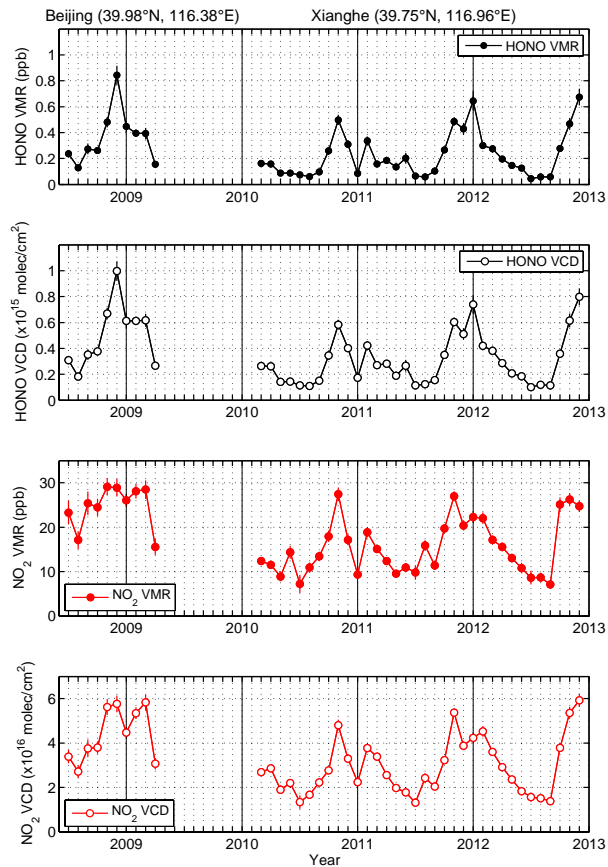 Beijing (39.98°N, 116.38°E) Xianghe (39.75°N, 116.96°E)
HONO VMR (ppb)
1
0.8
0.6
0.4
0.2
0
HONO VMR
2009 2010 2011 2012 2013
HONO VCD (x10¹⁵ molec/cm²)
1
0.8
0.6
0.4
0.2
0
HONO VCD
2009 2010 2011 2012 2013
NO₂ VMR (ppb)
30
20
10
0
NO₂ VMR
2009 2010 2011 2012 2013
NO₂ VCD (x10¹⁶ molec/cm²)
6
4
2
0
NO₂ VCD
2009 2010 2011 2012 2013
Year